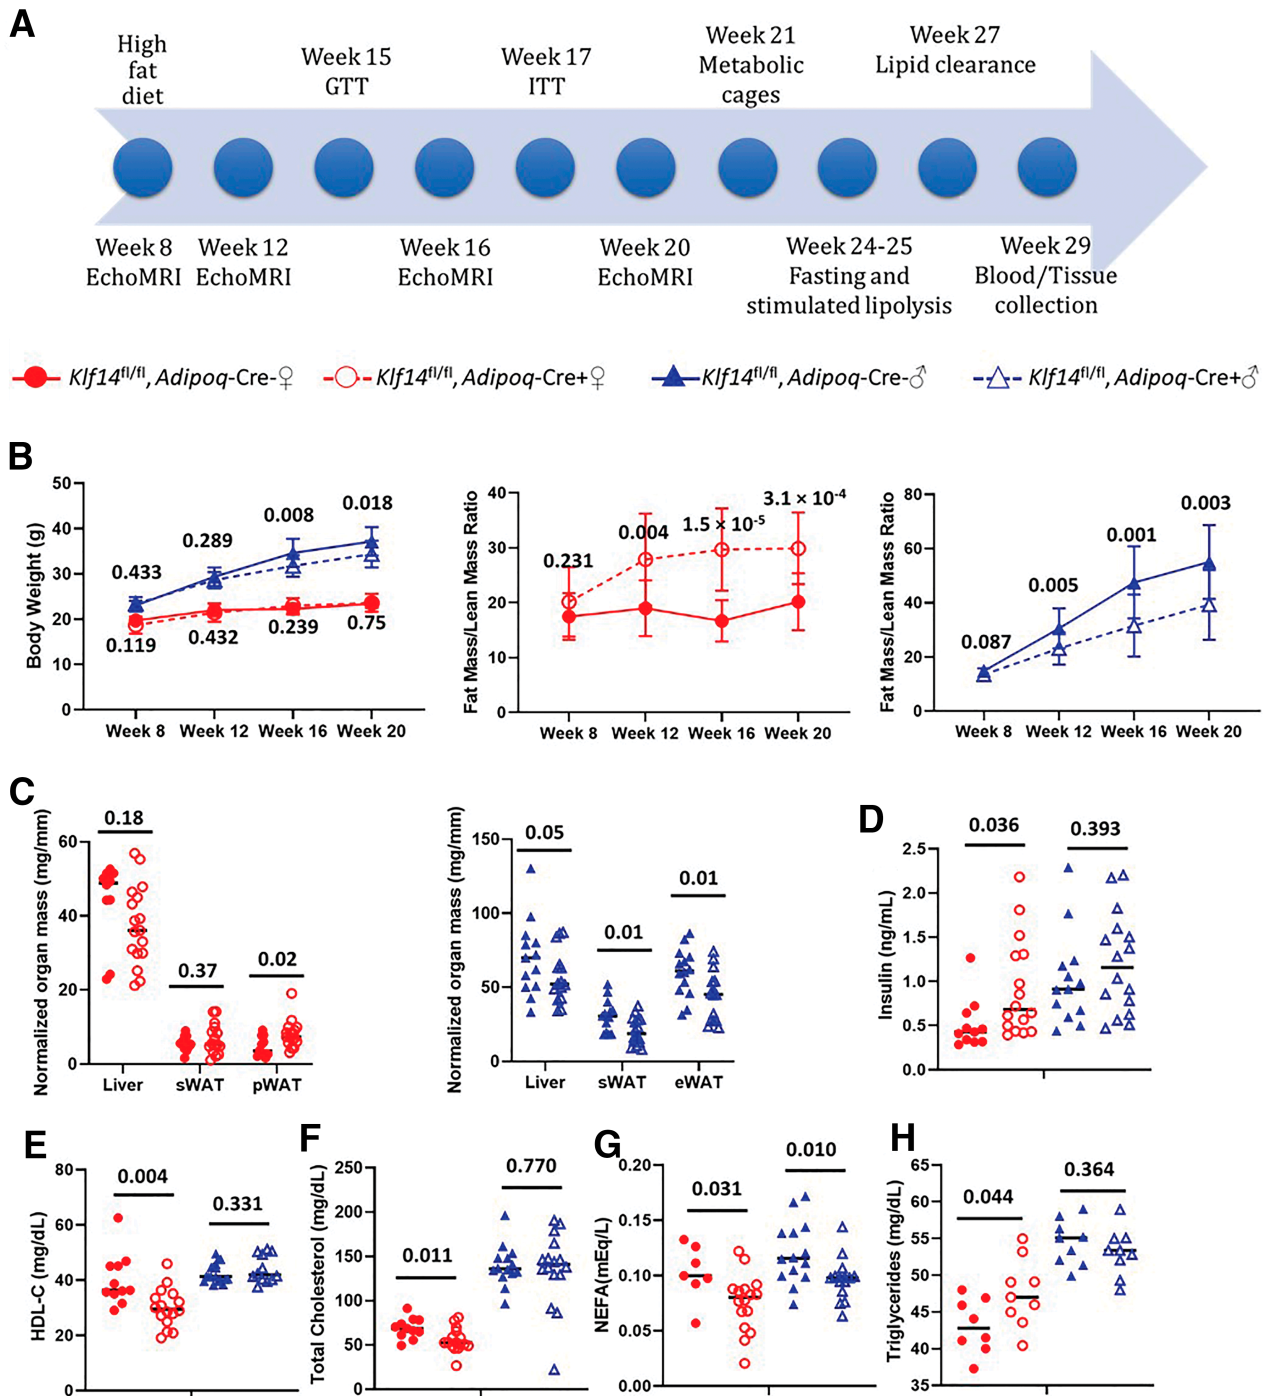 A
High
fat
diet
Week 15
GTT
Week 17
ITT
Week 21
Metabolic
cages
Week 27
Lipid clearance
Week 8
EchoMRI
Week 12
EchoMRI
Week 16
EchoMRI
Week 20
EchoMRI
Week 24-25
Fasting and
stimulated lipolysis
Week 29
Blood/Tissue
collection
Klf14fl/fl, Adipoq-Cre-♀
Klf14fl/fl, Adipoq-Cre+♀
Klf14fl/fl, Adipoq-Cre-♂
Klf14fl/fl, Adipoq-Cre+♂
B
Body Weight (g)
50
40
30
20
10
0
0.433
0.289
0.008
0.018
0.119
0.432
0.239
0.75
Week 8 Week 12 Week 16 Week 20
Fat Mass/Lean Mass Ratio
40
30
20
10
0
0.231
0.004
1.5 × 10-5
3.1 × 10-4
Week 8 Week 12 Week 16 Week 20
Fat Mass/Lean Mass Ratio
80
60
40
20
0
0.087
0.005
0.001
0.003
Week 8 Week 12 Week 16 Week 20
C
Normalized organ mass (mg/mm)
60
40
20
0
0.18
0.37
0.02
Liver sWAT pWAT
Normalized organ mass (mg/mm)
150
100
50
0
0.05
0.01
0.01
Liver sWAT eWAT
D
Insulin (ng/mL)
2.5
2.0
1.5
1.0
0.5
0.0
0.036
0.393
E
HDL-C (mg/dL)
80
60
40
20
0
0.004
0.331
F
Total Cholesterol (mg/dL)
250
200
150
100
50
0
0.011
0.770
G
NEFA(mEq/L)
0.20
0.15
0.10
0.05
0.00
0.031
0.010
H
Triglycerides (mg/dL)
65
60
55
50
45
40
35
0.044
0.364